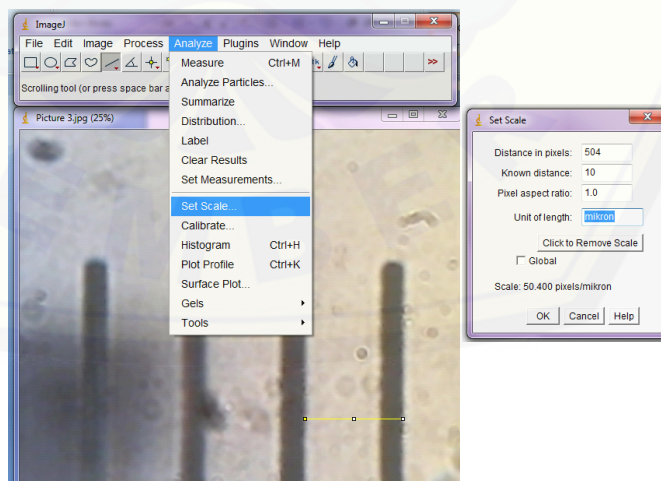 ImageJ
File Edit Image Process Analyze Plugins Window Help
>>
Scrolling tool (or press space bar a
Measure Ctrl+M
Analyze Particles...
Summarize
Distribution...
Label
Clear Results
Set Measurements...
Set Scale...
Calibrate...
Histogram Ctrl+H
Plot Profile Ctrl+K
Surface Plot...
Gels
Tools
Picture 3.jpg (25%)
Set Scale
Distance in pixels: 504
Known distance: 10
Pixel aspect ratio: 1.0
Unit of length: mikron
Click to Remove Scale
Global
Scale: 50.400 pixels/mikron
OK Cancel Help